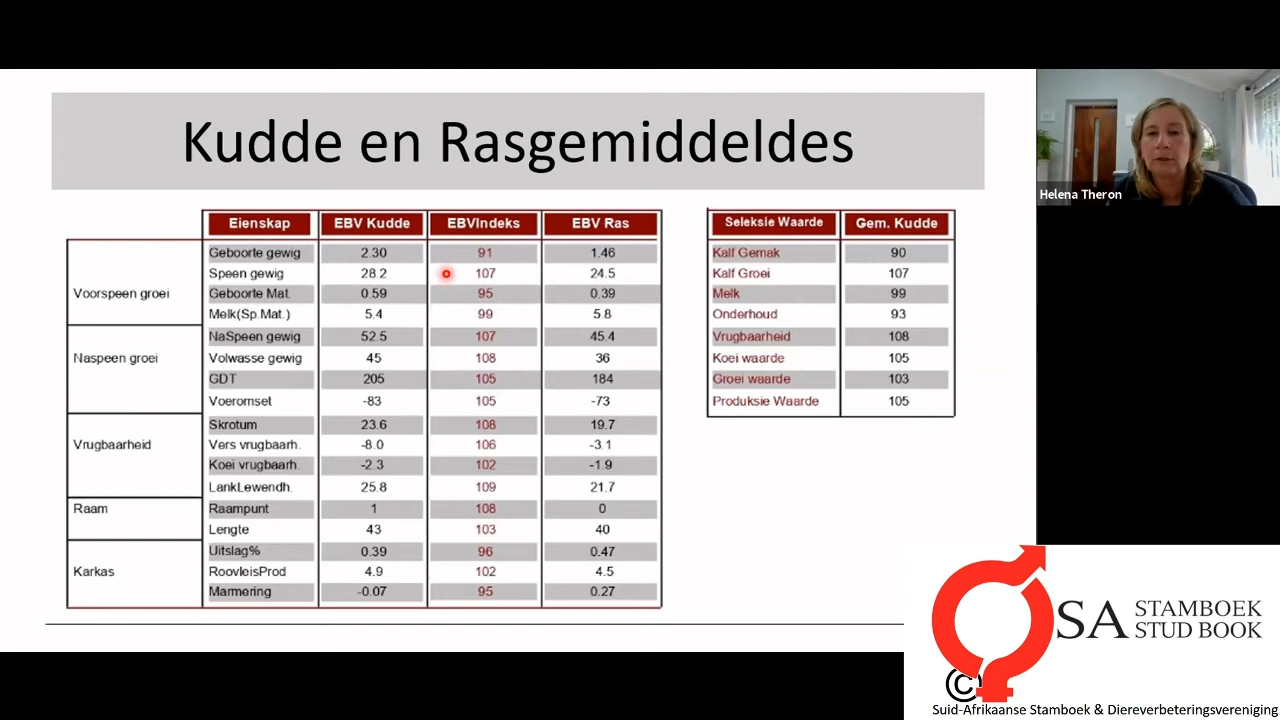 Kudde en Rasgemiddeldes
Helena Theron
Eienskap EBV Kudde EBVIndeks EBV Ras
Geboorte gewig 2.30 91 1.46
Speen gewig 28.2 107 24.5
Voorspeen groei Geboorte Mat. 0.59 95 0.39
Melk(Sp.Mat.) 5.4 99 5.8
NaSpeen gewig 52.5 107 45.4
Naspeen groei Volwasse gewig 45 108 36
GDT 205 105 184
Voeromset -83 105 -73
Skrotum 23.6 108 19.7
Vrugbaarheid Vers vrugbaarh. -8.0 106 -3.1
Koei vrugbaarh. -2.3 102 -1.9
LankLewendh. 25.8 109 21.7
Raam Raampunt 1 108 0
Lengte 43 103 40
Uitslag% 0.39 96 0.47
Karkas RoovleisProd 4.9 102 4.5
Marmering -0.07 95 0.27
Seleksie Waarde Gem. Kudde
Kalf Gemak 90
Kalf Groei 107
Melk 99
Onderhoud 93
Vrugbaarheid 108
Koei waarde 105
Groei waarde 103
Produksie Waarde 105
SA STAMBOEK
STUD BOOK
©
Suid-Afrikaanse Stamboek & Diereverbeteringsvereniging